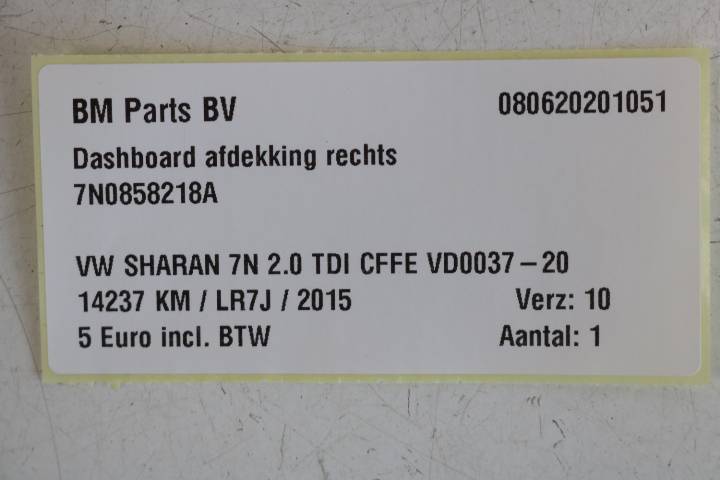 BM Parts BV 080620201051
Dashboard afdekking rechts
7N0858218A
VW SHARAN 7N 2.0 TDI CFFE VD0037-20
14237 KM / LR7J / 2015 Verz: 10
5 Euro incl. BTW Aantal: 1